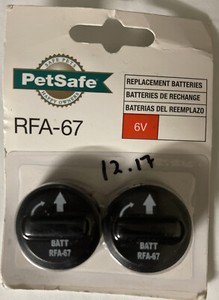 PetSafe
RFA-67
REPLACEMENT BATTERIES
BATTERIES DE RECHANGE
BATERIAS DEL REEMPLAZO
6V
12.17
BATT
RFA-67
BATT
RFA-67